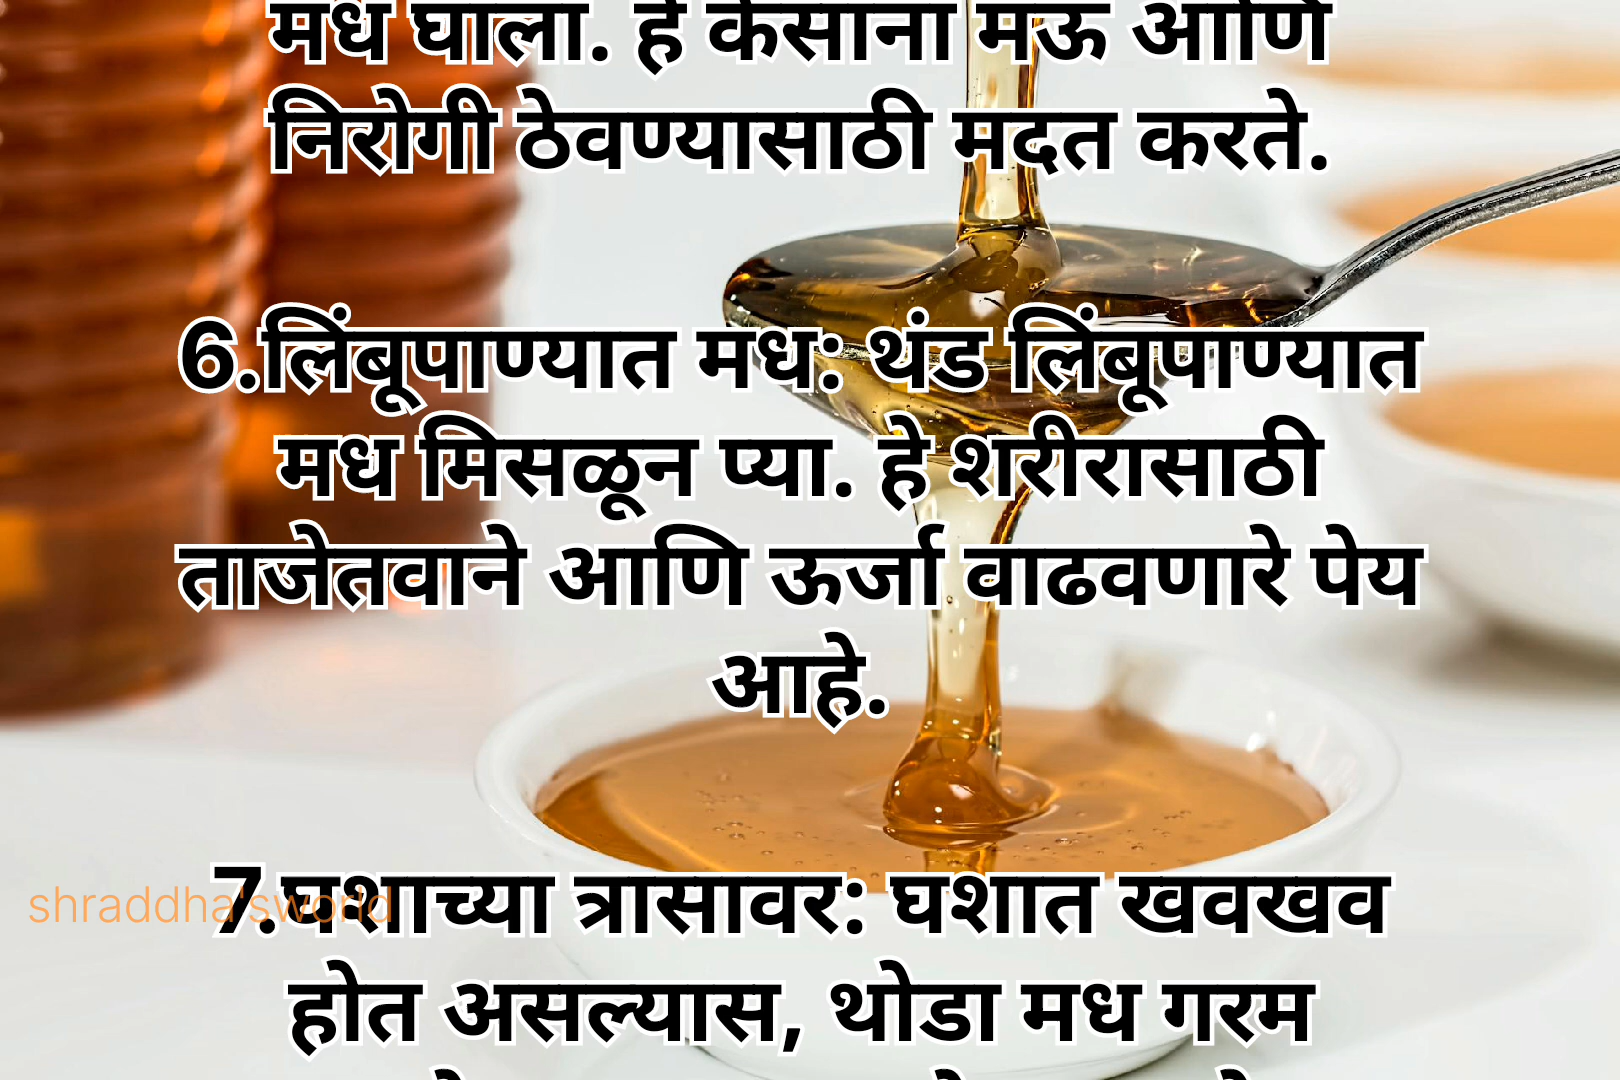 मध घाला. हे केसांना मऊ आणि
निरोगी ठेवण्यासाठी मदत करते.
6.लिंबूपाण्यात मध: थंड लिंबूपाण्यात
मध मिसळून प्या. हे शरीरासाठी
ताजेतवाने आणि ऊर्जा वाढवणारे पेय
आहे.
7.घशाच्या त्रासावर: घशात खवखव
shraddha'sworld
होत असल्यास, थोडा मध गरम